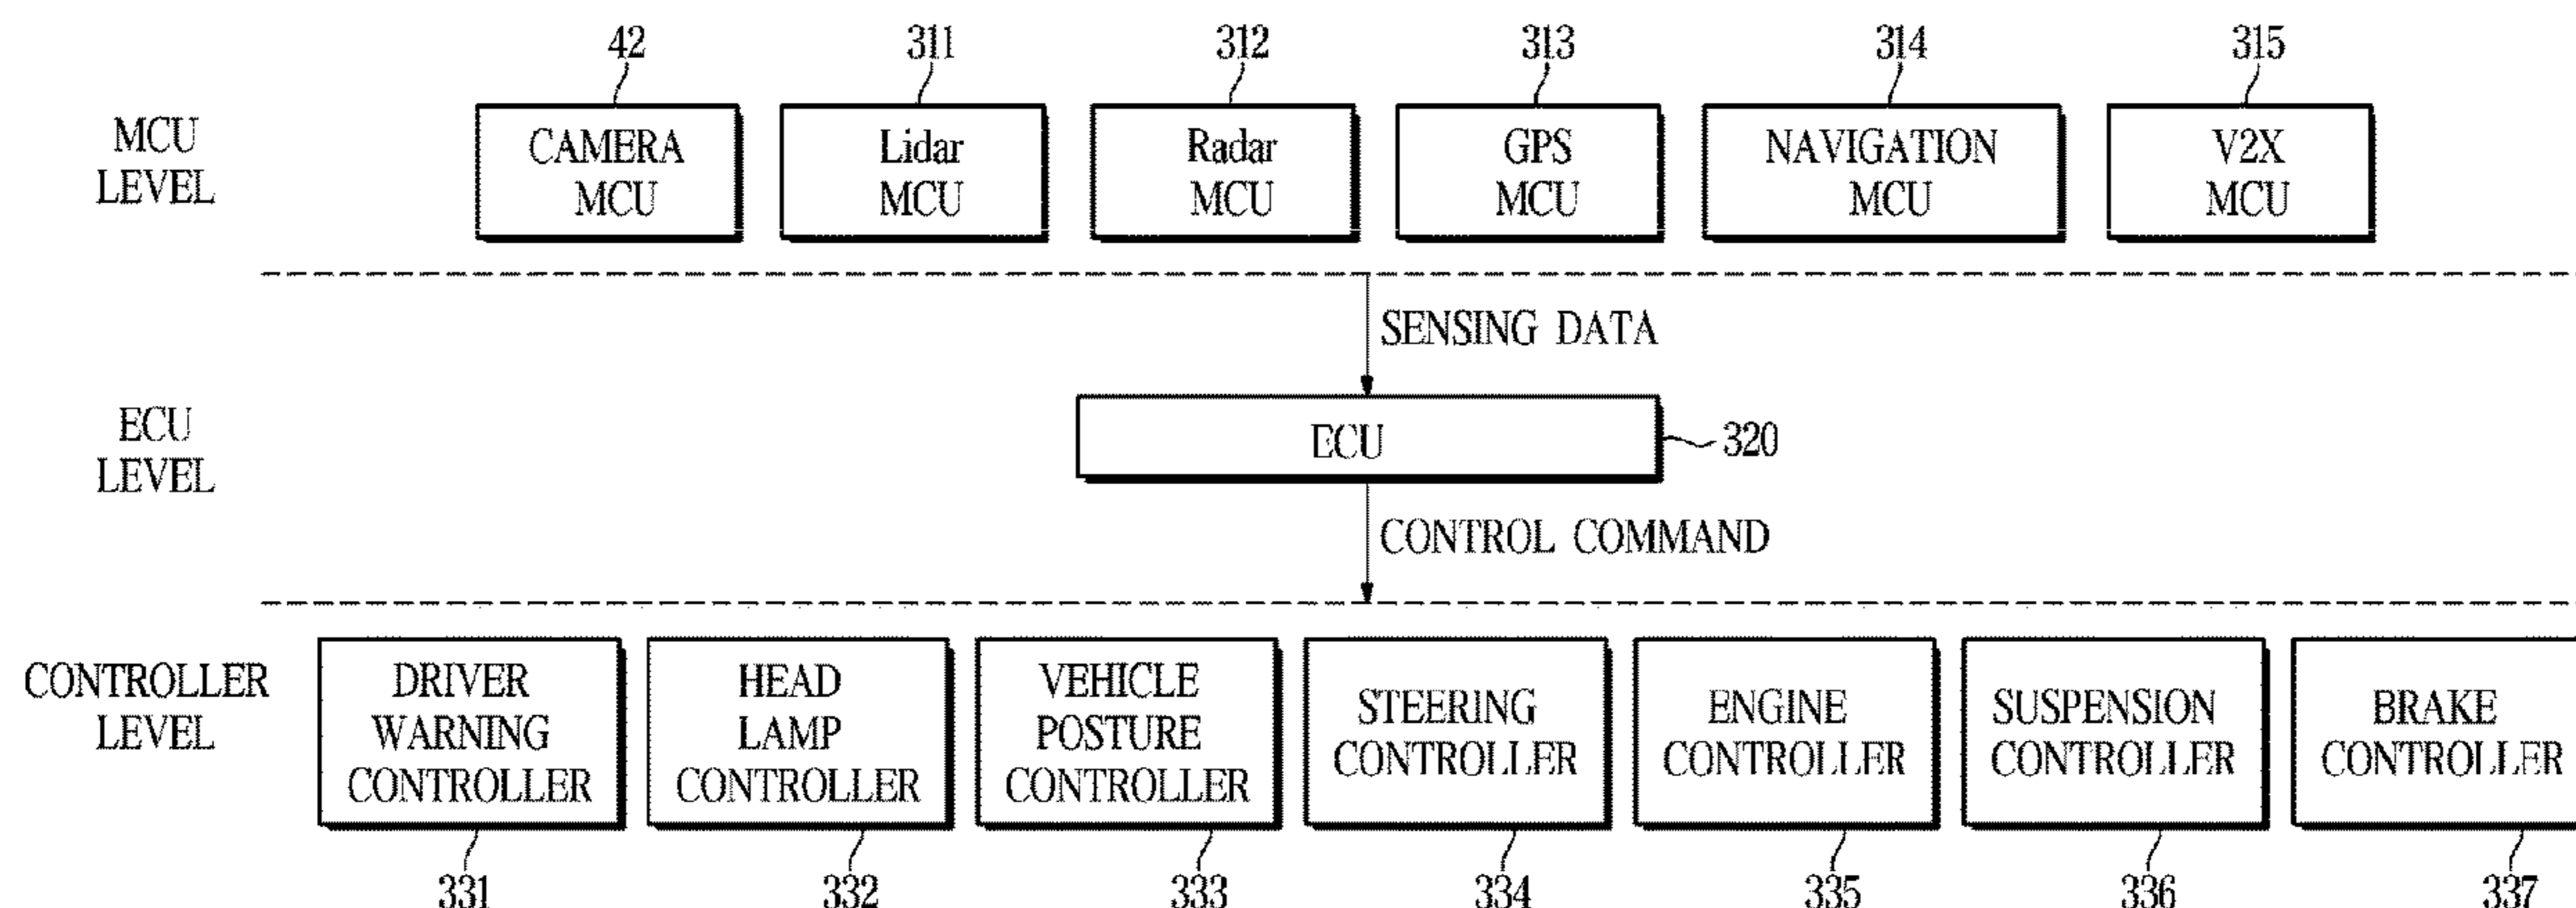 42
311
312
313
314
315
MCU
LEVEL
CAMERA
MCU
Lidar
MCU
Radar
MCU
GPS
MCU
NAVIGATION
MCU
V2X
MCU
SENSING DATA
ECU
LEVEL
ECU
320
CONTROL COMMAND
CONTROLLER
LEVEL
DRIVER
WARNING
CONTROLLER
HEAD
LAMP
CONTROLLER
VEHICLE
POSTURE
CONTROLLER
STEERING
CONTROLLER
ENGINE
CONTROLLER
SUSPENSION
CONTROLLER
BRAKE
CONTROLLER
331
332
333
334
335
336
337